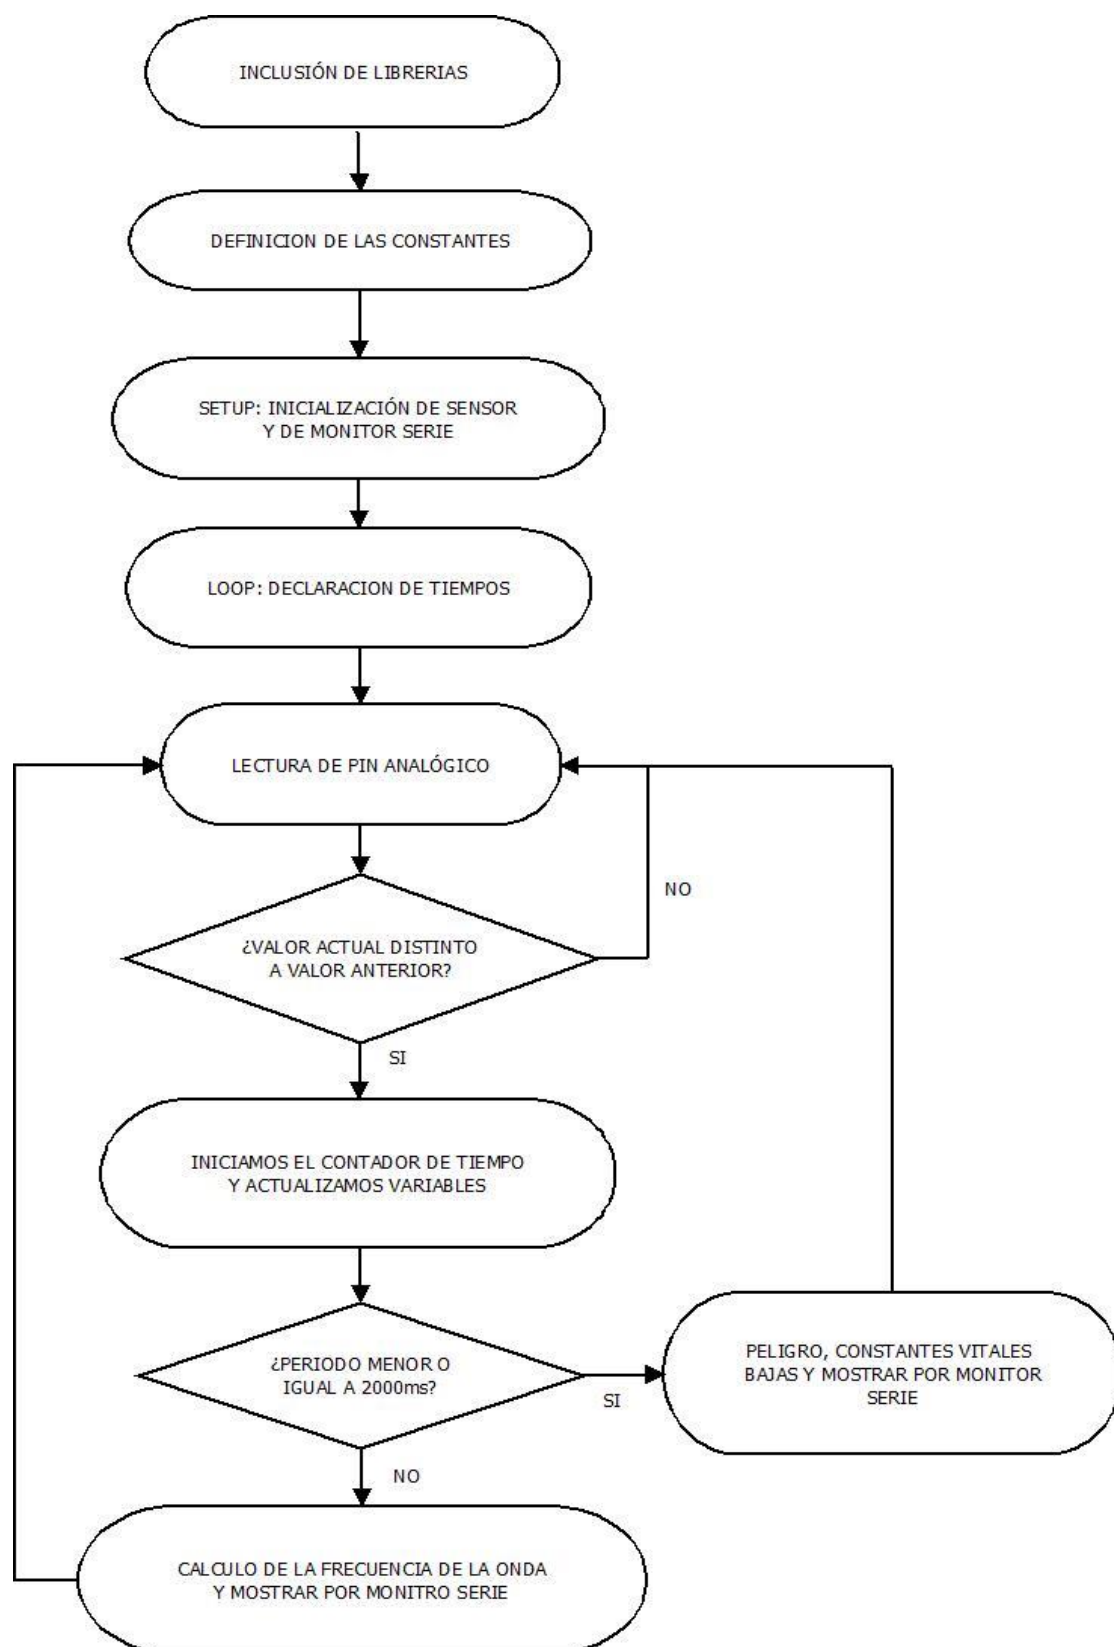 INCLUSIÓN DE LIBRERIAS
DEFINICION DE LAS CONSTANTES
SETUP: INICIALIZACIÓN DE SENSOR
Y DE MONITOR SERIE
LOOP: DECLARACION DE TIEMPOS
LECTURA DE PIN ANALÓGICO
NO
¿VALOR ACTUAL DISTINTO
A VALOR ANTERIOR?
SI
INICIAMOS EL CONTADOR DE TIEMPO
Y ACTUALIZAMOS VARIABLES
¿PERIODO MENOR O
IGUAL A 2000ms?
SI
PELIGRO, CONSTANTES VITALES
BAJAS Y MOSTRAR POR MONITOR
SERIE
NO
CALCULO DE LA FRECUENCIA DE LA ONDA
Y MOSTRAR POR MONITRO SERIE